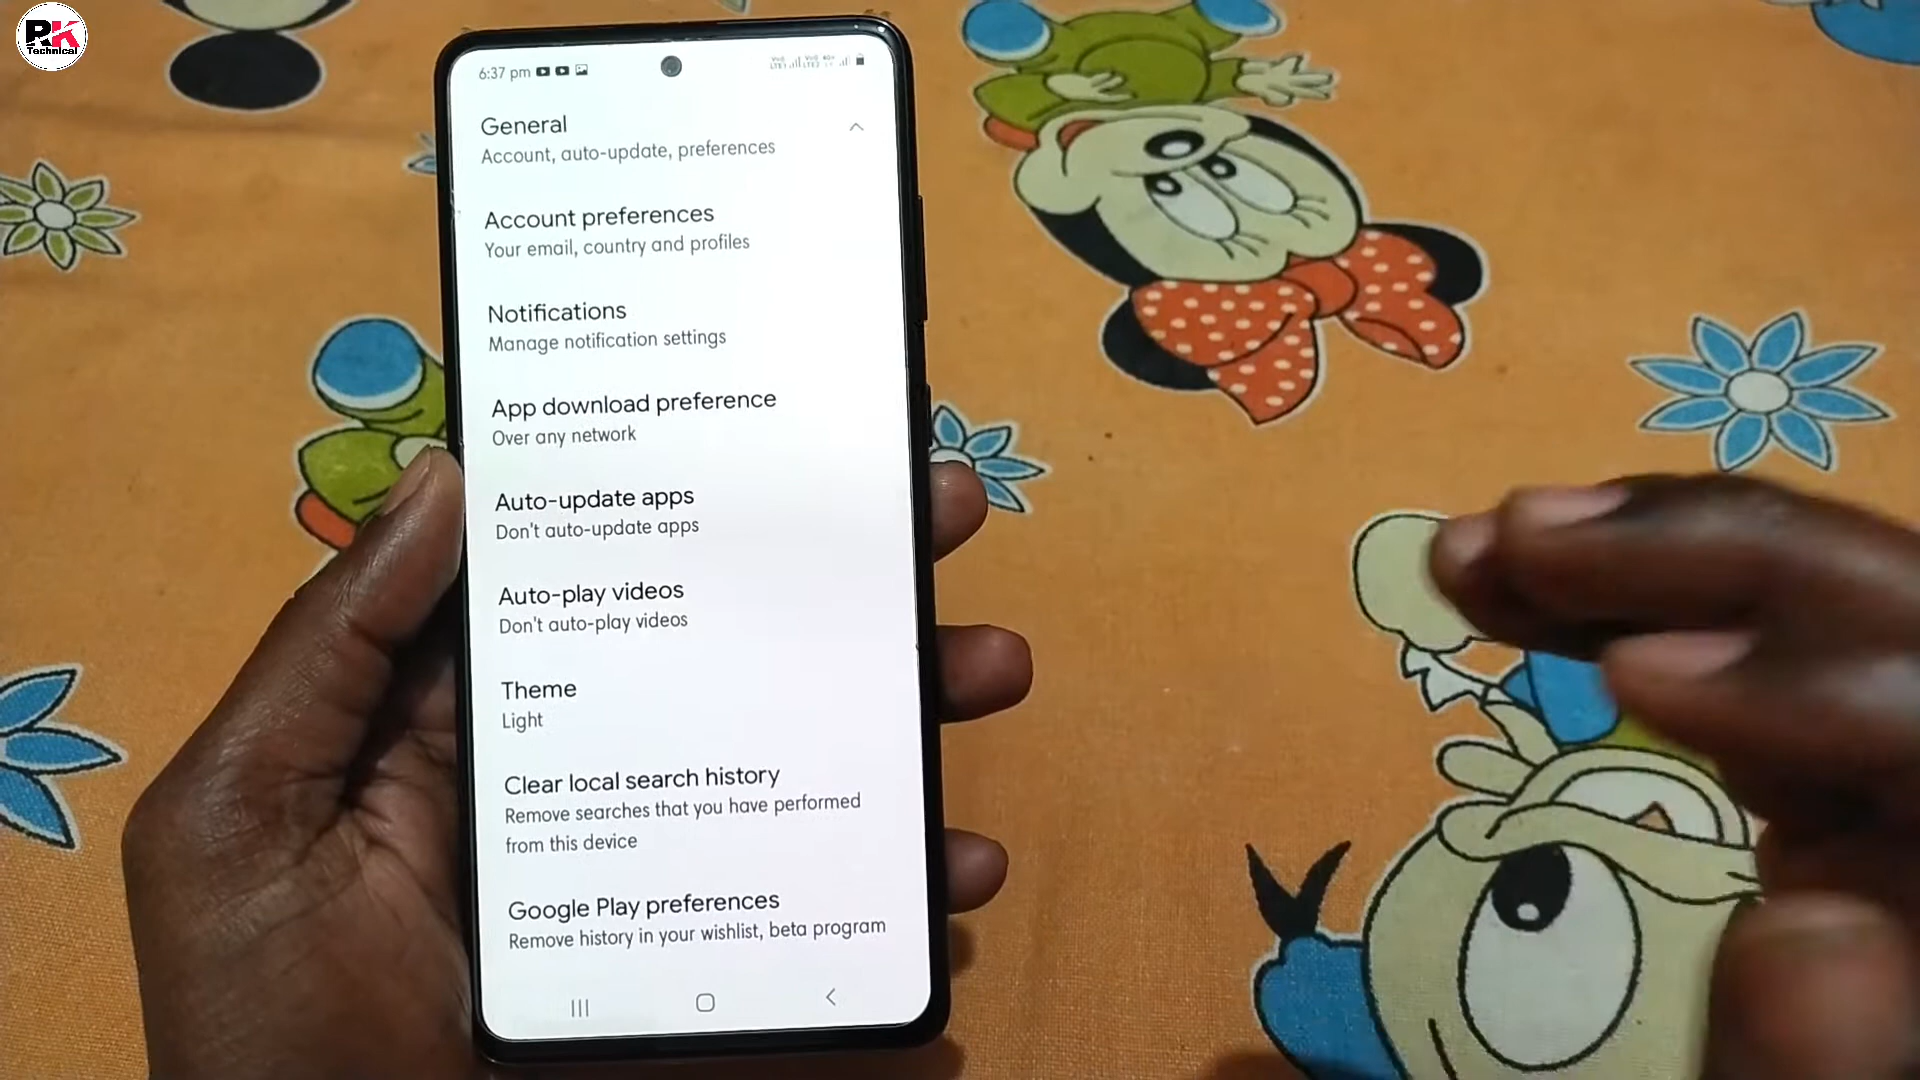 RK
Technical
6:37 pm
General
Account, auto-update, preferences
Account preferences
Your email, country and profiles
Notifications
Manage notification settings
App download preference
Over any network
Auto-update apps
Don't auto-update apps
Auto-play videos
Don't auto-play videos
Theme
Light
Clear local search history
Remove searches that you have performed
from this device
Google Play preferences
Remove history in your wishlist, beta program